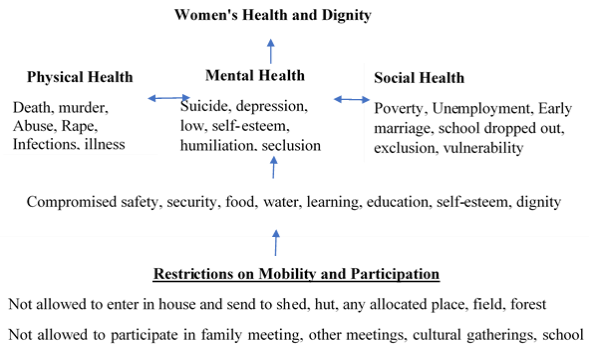 Women's Health and Dignity
Physical Health
Death, murder,
Abuse, Rape,
Infections, illness
Mental Health
Suicide, depression,
low, self-esteem,
humiliation, seclusion
Social Health
Poverty, Unemployment, Early
marriage, school dropped out,
exclusion, vulnerability
Compromised safety, security, food, water, learning, education, self-esteem, dignity
Restrictions on Mobility and Participation
Not allowed to enter in house and send to shed, hut, any allocated place, field, forest
Not allowed to participate in family meeting, other meetings, cultural gatherings, school